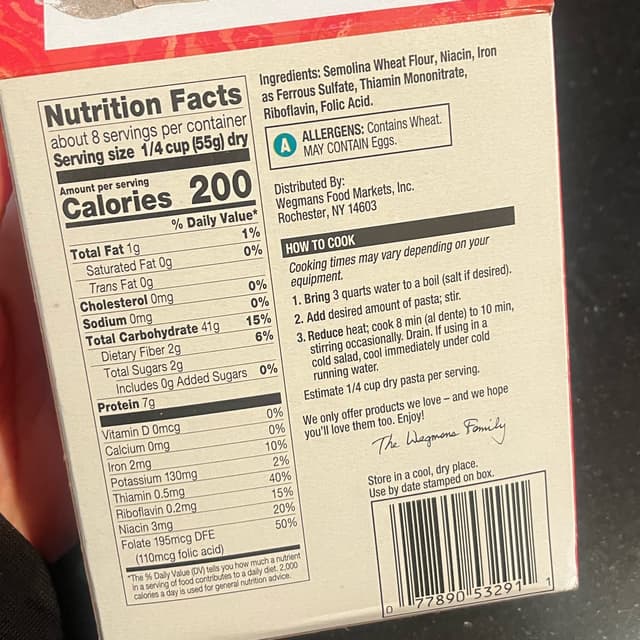 Nutrition Facts
about 8 servings per container
Serving size 1/4 cup (55g) dry
Amount per serving
Calories 200
% Daily Value*
Total Fat 1g 1%
Saturated Fat 0g 0%
Trans Fat 0g
Cholesterol 0mg 0%
Sodium 0mg 0%
Total Carbohydrate 41g 15%
Dietary Fiber 2g 6%
Total Sugars 2g
Includes 0g Added Sugars 0%
Protein 7g
Vitamin D 0mcg 0%
Calcium 0mg 0%
Iron 2mg 10%
Potassium 130mg 2%
Thiamin 0.5mg 40%
Riboflavin 0.2mg 15%
Niacin 3mg 20%
Folate 195mcg DFE 50%
(110mcg folic acid)
*The % Daily Value (DV) tells you how much a nutrient
in a serving of food contributes to a daily diet. 2,000
calories a day is used for general nutrition advice.
Ingredients: Semolina Wheat Flour, Niacin, Iron
as Ferrous Sulfate, Thiamin Mononitrate,
Riboflavin, Folic Acid.
A ALLERGENS: Contains Wheat.
MAY CONTAIN Eggs.
Distributed By:
Wegmans Food Markets, Inc.
Rochester, NY 14603
HOW TO COOK
Cooking times may vary depending on your
equipment.
1. Bring 3 quarts water to a boil (salt if desired).
2. Add desired amount of pasta; stir.
3. Reduce heat; cook 8 min (al dente) to 10 min,
stirring occasionally. Drain. If using in a
cold salad, cool immediately under cold
running water.
Estimate 1/4 cup dry pasta per serving.
We only offer products we love – and we hope
you'll love them too. Enjoy!
The Wegmans Family
Store in a cool, dry place.
Use by date stamped on box.
0 77890 53291 1